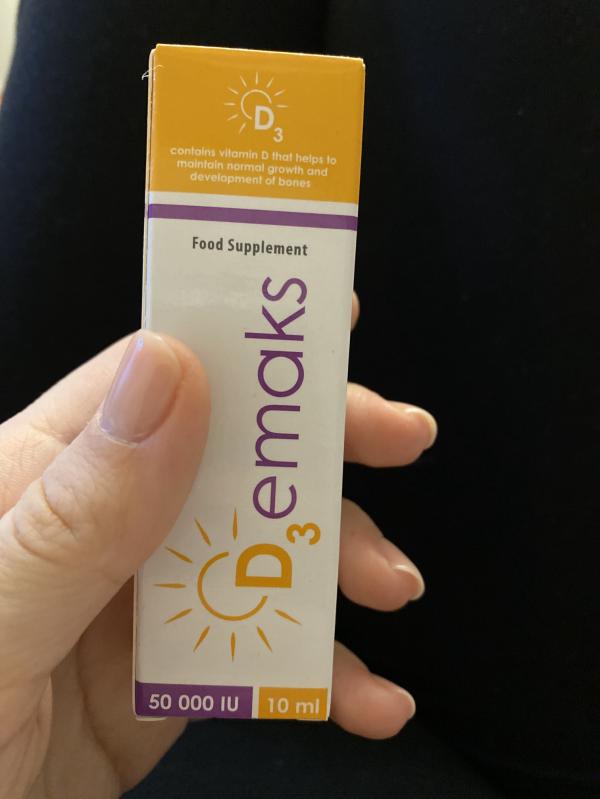 D3
contains vitamin D that helps to
maintain normal growth and
development of bones
Food Supplement
D3emaks
50 000 IU
10 ml